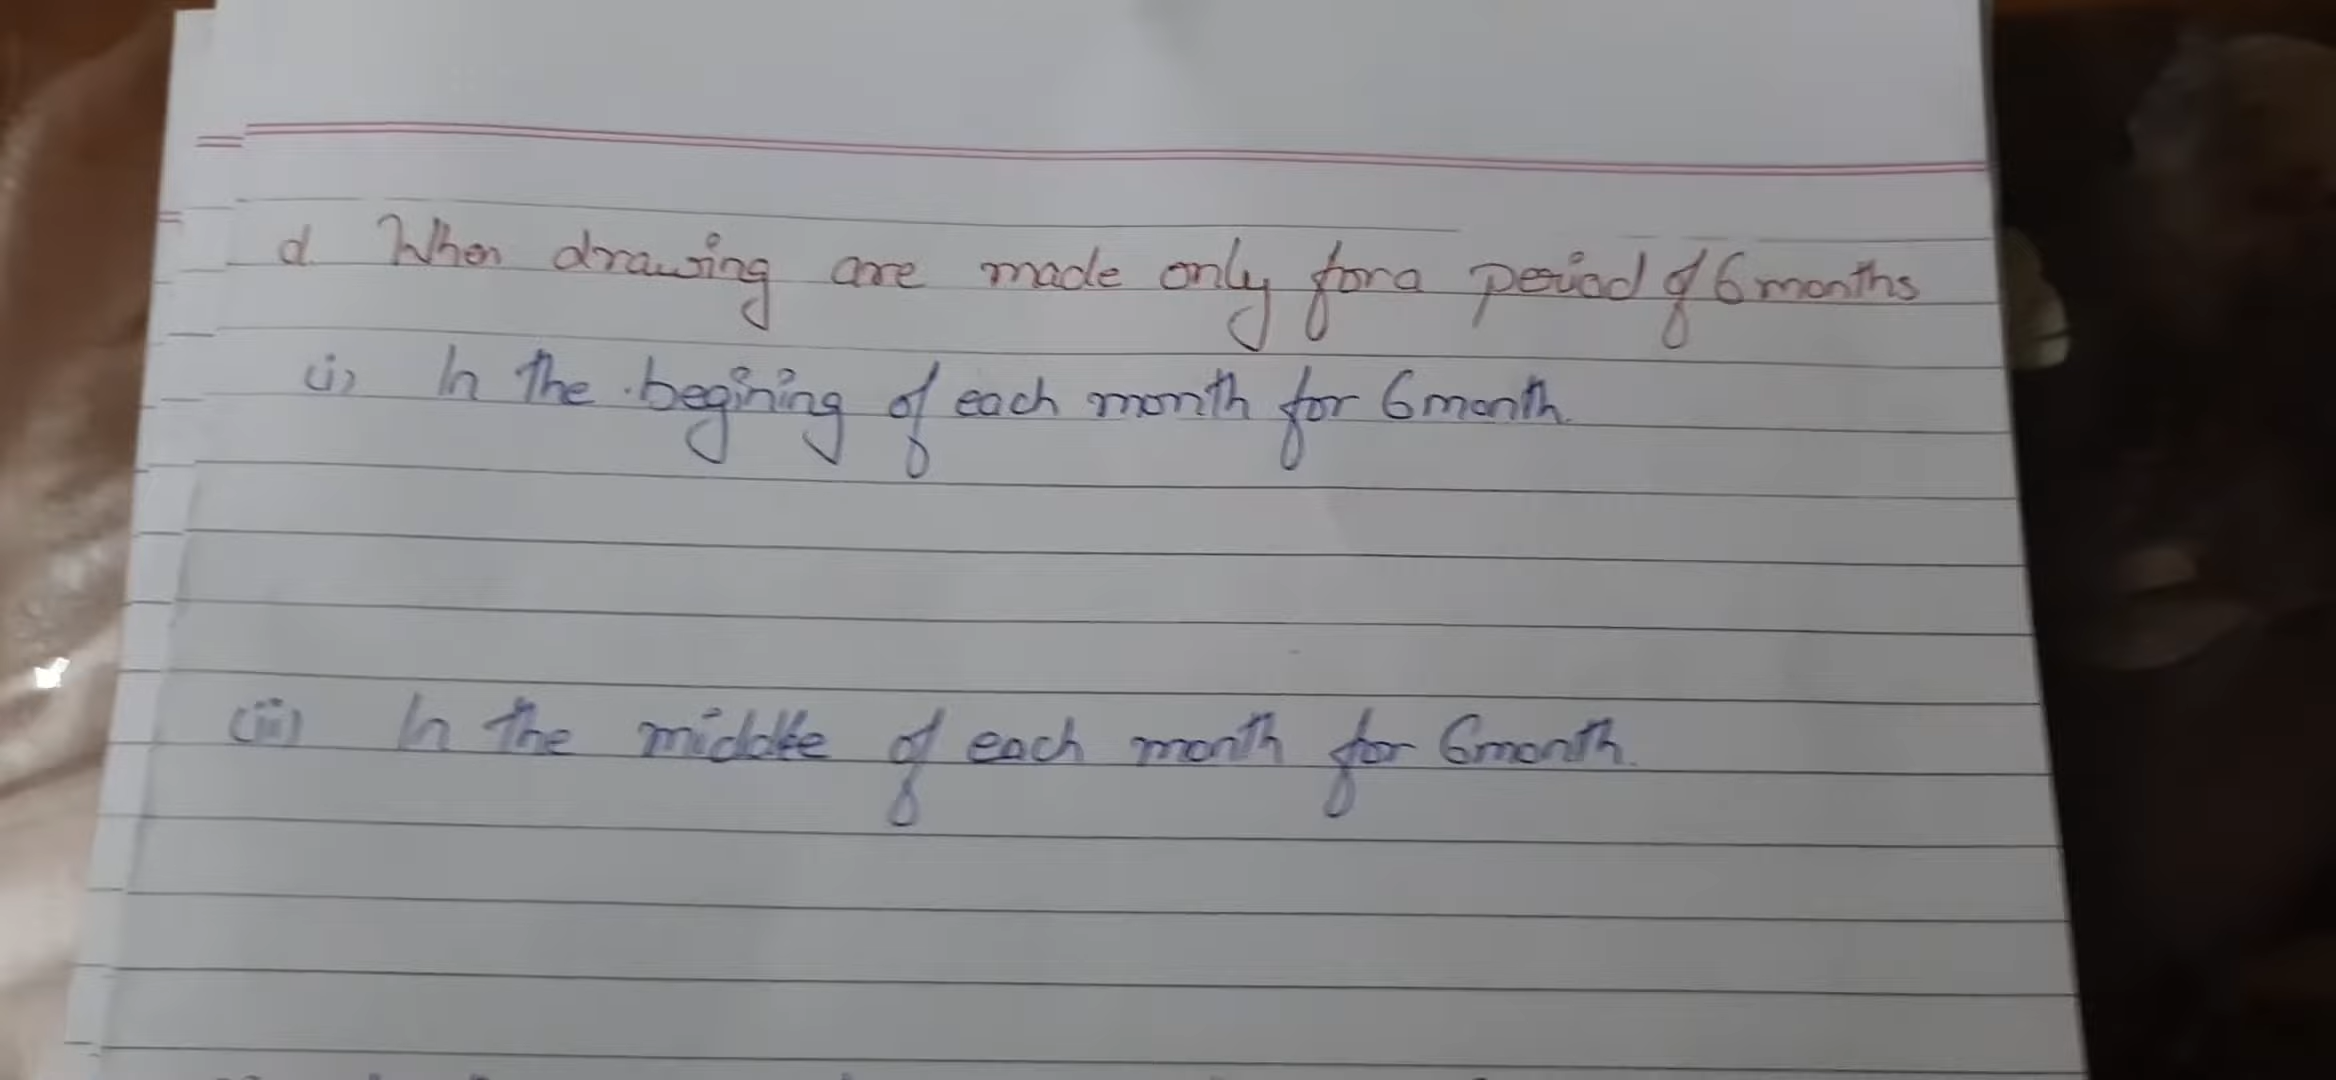 d. When drawing are made only for a period of 6 months
(i) In the begining of each month for 6 month.
(ii) In the middle of each month for 6 month.